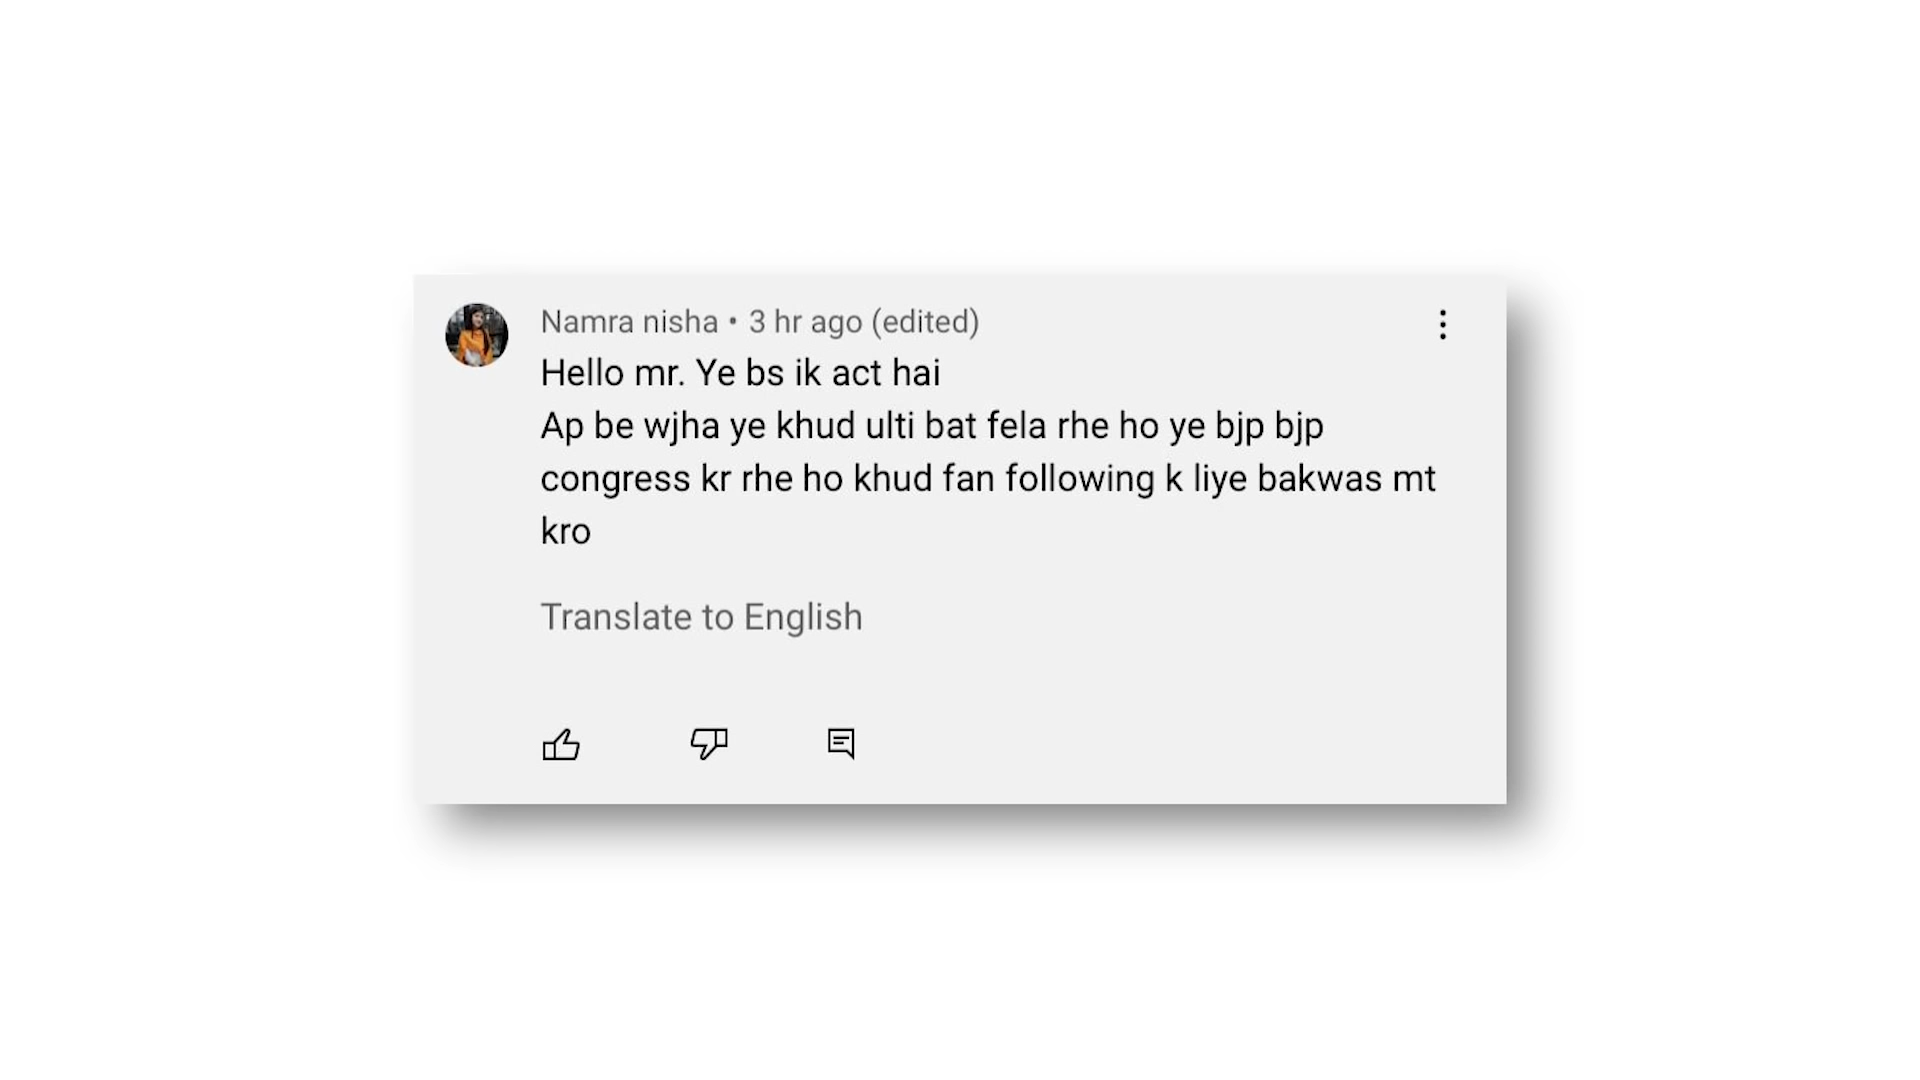 Namra nisha • 3 hr ago (edited)
Hello mr. Ye bs ik act hai
Ap be wjha ye khud ulti bat fela rhe ho ye bjp bjp
congress kr rhe ho khud fan following k liye bakwas mt
kro
Translate to English